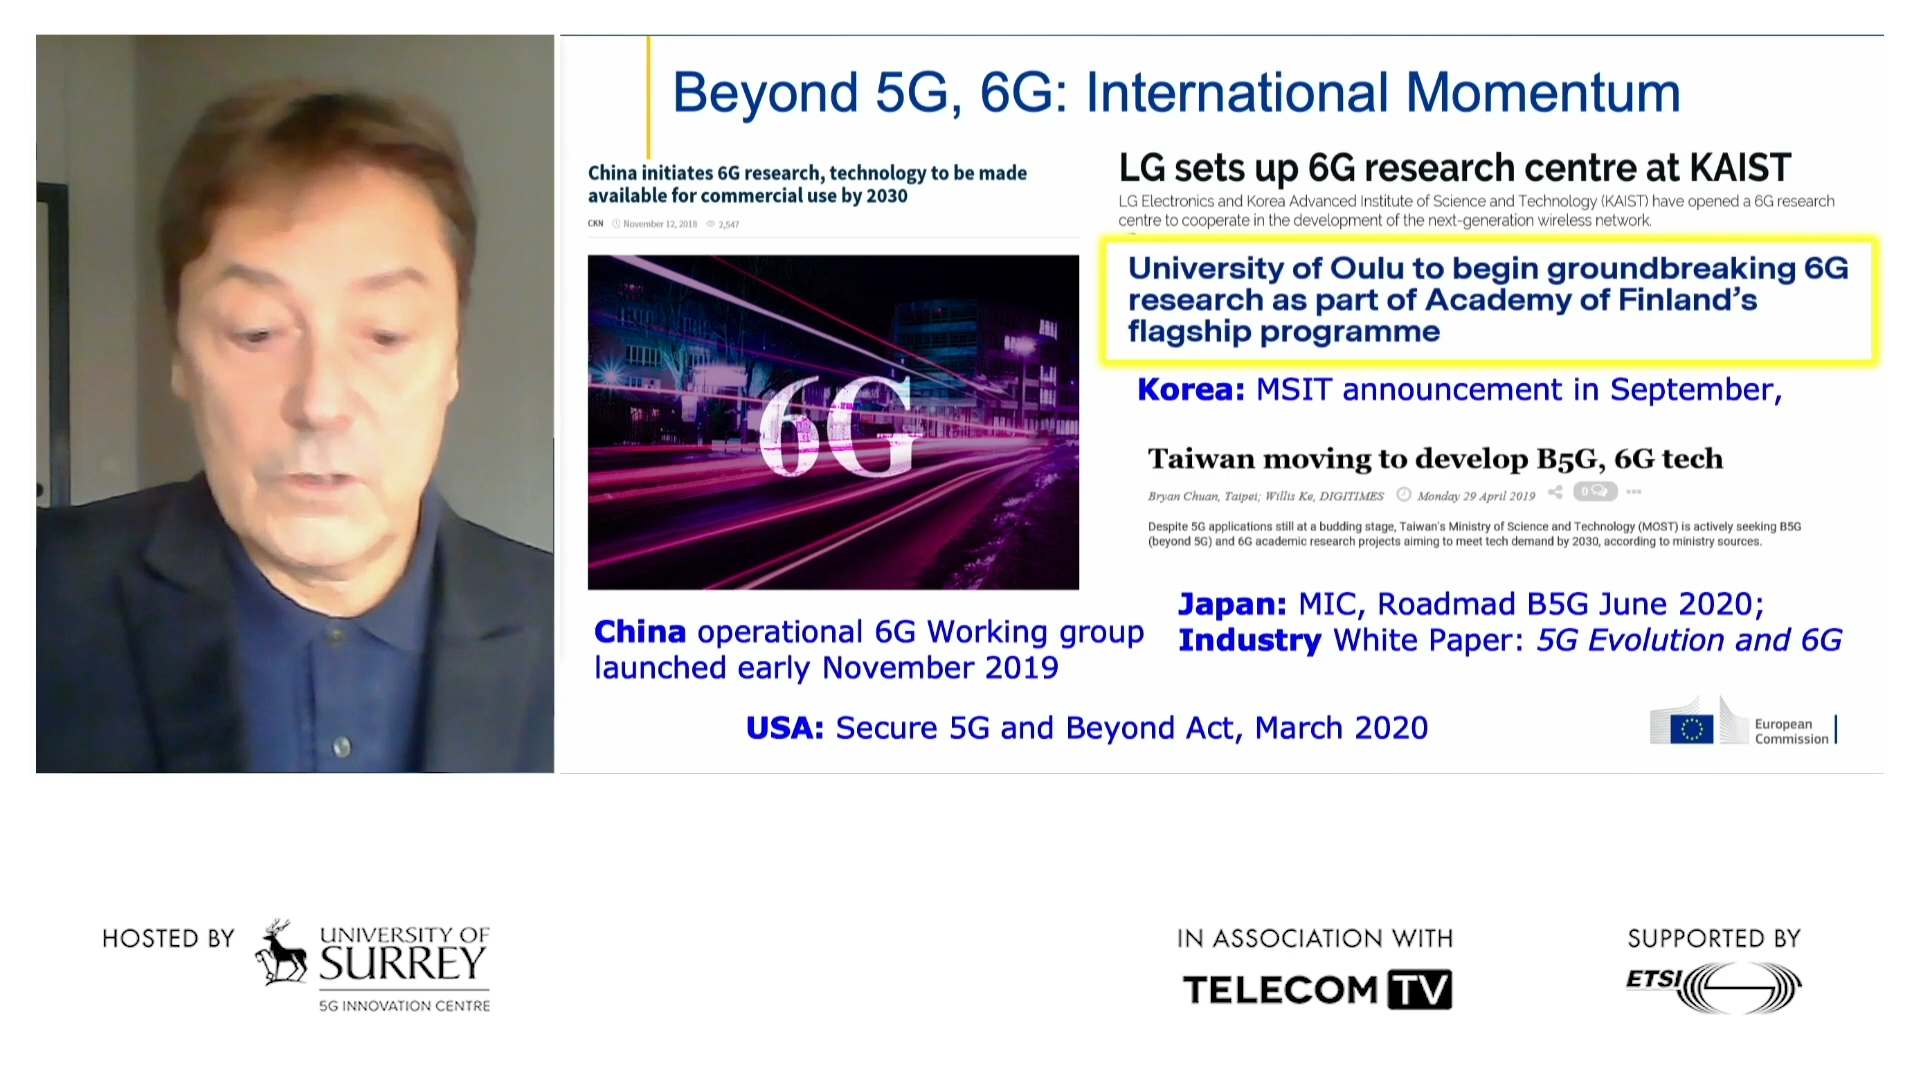 Beyond 5G, 6G: International Momentum
China initiates 6G research, technology to be made
available for commercial use by 2030
CKN November 12, 2018 2,547
6G
China operational 6G Working group
launched early November 2019
LG sets up 6G research centre at KAIST
LG Electronics and Korea Advanced Institute of Science and Technology (KAIST) have opened a 6G research
centre to cooperate in the development of the next-generation wireless network.
University of Oulu to begin groundbreaking 6G
research as part of Academy of Finland's
flagship programme
Korea: MSIT announcement in September,
Taiwan moving to develop B5G, 6G tech
Bryan Chuan, Taipei; Willis Ke, DIGITIMES Monday 29 April 2019 0
Despite 5G applications still at a budding stage, Taiwan's Ministry of Science and Technology (MOST) is actively seeking B5G
(beyond 5G) and 6G academic research projects aiming to meet tech demand by 2030, according to ministry sources.
Japan: MIC, Roadmad B5G June 2020;
Industry White Paper: 5G Evolution and 6G
USA: Secure 5G and Beyond Act, March 2020
European
Commission
HOSTED BY
UNIVERSITY OF
SURREY
5G INNOVATION CENTRE
IN ASSOCIATION WITH
TELECOM TV
SUPPORTED BY
ETSI